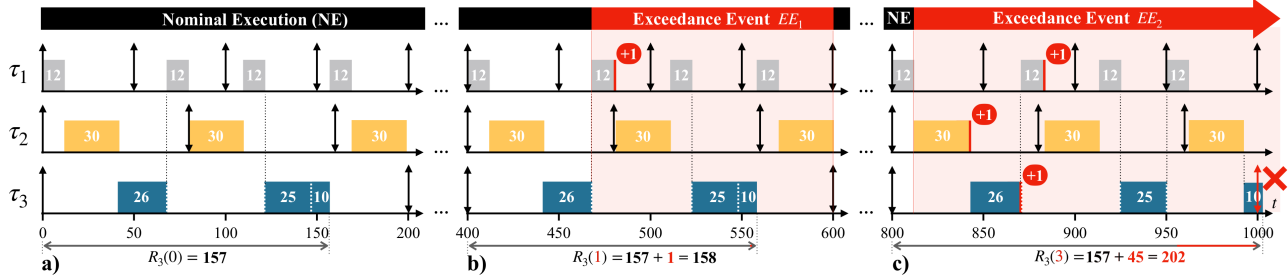 Nominal Execution (NE) ... Exceedance Event EE₁ ... NE Exceedance Event EE₂
τ₁ 12 12 12 12 ... 12 12 +1 12 12 ... 12 12 +1 12 12
τ₂ 30 30 30 ... 30 30 ... 30 +1 30 30
τ₃ 26 25 10 ... 26 25 10 ... 26 +1 25 10 t
0 50 100 150 200 400 450 500 550 600 800 850 900 950 1000
a) R₃(0) = 157 b) R₃(1) = 157 + 1 = 158 c) R₃(3) = 157 + 45 = 202